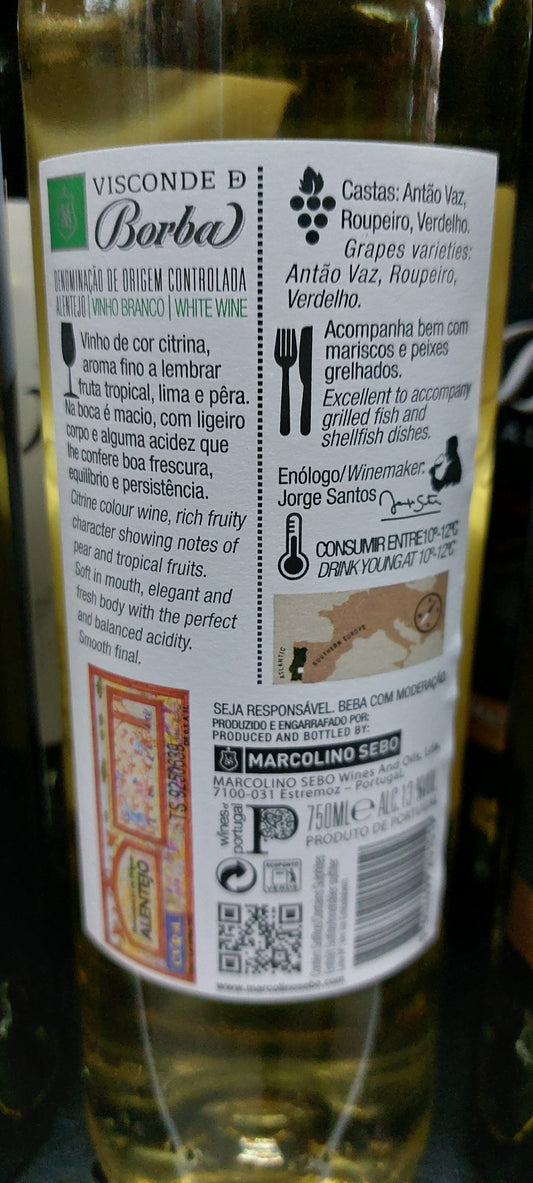 VISCONDE D
Borba
DENOMINAÇÃO DE ORIGEM CONTROLADA
ALENTEJO | VINHO BRANCO | WHITE WINE
Vinho de cor citrina,
aroma fino a lembrar
fruta tropical, lima e pêra.
Na boca é macio, com ligeiro
corpo e alguma acidez que
lhe confere boa frescura,
equilíbrio e persistência.
Citrine colour wine, rich fruity
character showing notes of
pear and tropical fruits.
Soft in mouth, elegant and
fresh body with the perfect
and balanced acidity.
Smooth final.
Castas: Antão Vaz,
Roupeiro, Verdelho.
Grapes varieties:
Antão Vaz, Roupeiro,
Verdelho.
Acompanha bem com
mariscos e peixes
grelhados.
Excellent to accompany
grilled fish and
shellfish dishes.
Enólogo/Winemaker:
Jorge Santos
CONSUMIR ENTRE 10º-12ºC
DRINK YOUNG AT 10º-12ºC
ATLANTIC
SOUTHERN EUROPE
SEJA RESPONSÁVEL. BEBA COM MODERAÇÃO.
PRODUZIDO E ENGARRAFADO POR:
PRODUCED AND BOTTLED BY:
MARCOLINO SEBO
MARCOLINO SEBO Wines And Oils, Lda
7100-031 Estremoz – Portugal
wines of
portugal
P
750ML e ALC. 13 %VOL
PRODUTO DE PORTUGAL
ECOPONTO
VERDE
www.marcolinosebo.com
ALENTEJO